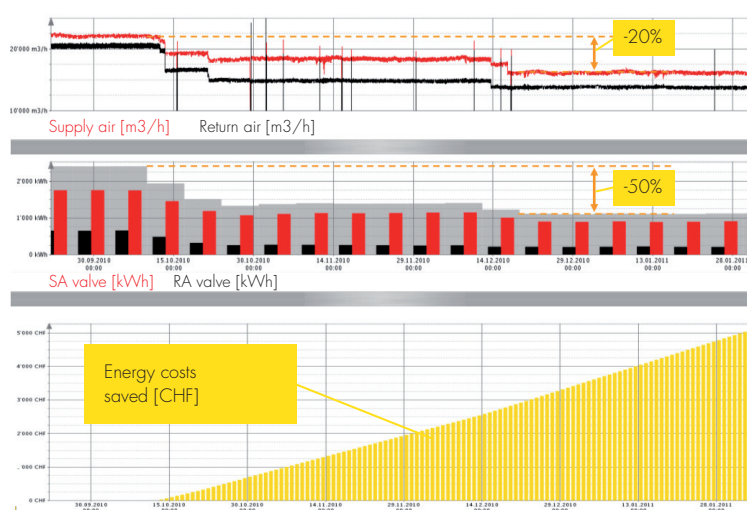 20'000 m3/h
-20%
10'000 m3/h
Supply air [m3/h] Return air [m3/h]
2'000 kWh
-50%
1'000 kWh
0 kWh
30.09.2010 15.10.2010 30.10.2010 14.11.2010 29.11.2010 14.12.2010 29.12.2010 13.01.2011 28.01.2011
00:00 00:00 00:00 00:00 00:00 00:00 00:00 00:00 00:00
SA valve [kWh] RA valve [kWh]
5'000 CHF
4'000 CHF
Energy costs
saved [CHF]
3'000 CHF
2'000 CHF
.000 CHF
0 CHF
30.09.2010 15.10.2010 30.10.2010 14.11.2010 29.11.2010 14.12.2010 29.12.2010 13.01.2011 28.01.2011